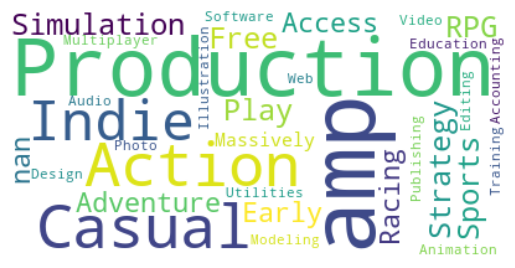 Simulation
Software
Access
Video
RPG
Multiplayer
Free
Education
Production
Illustration
Web
Accounting
Audio
Indie
Play
amp
Strategy
Sports
Editing
nan
Photo
Massively
Action
Racing
Publishing
Training
Design
Utilities
Adventure
Early
Casual
Modeling
Animation